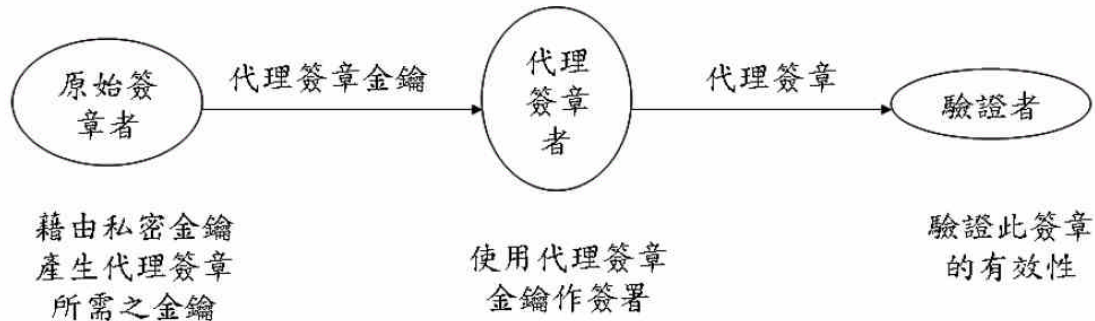 原始簽
章者
代理簽章金鑰
代理
簽章
者
代理簽章
驗證者
藉由私密金鑰
產生代理簽章
所需之金鑰
使用代理簽章
金鑰作簽署
驗證此簽章
的有效性